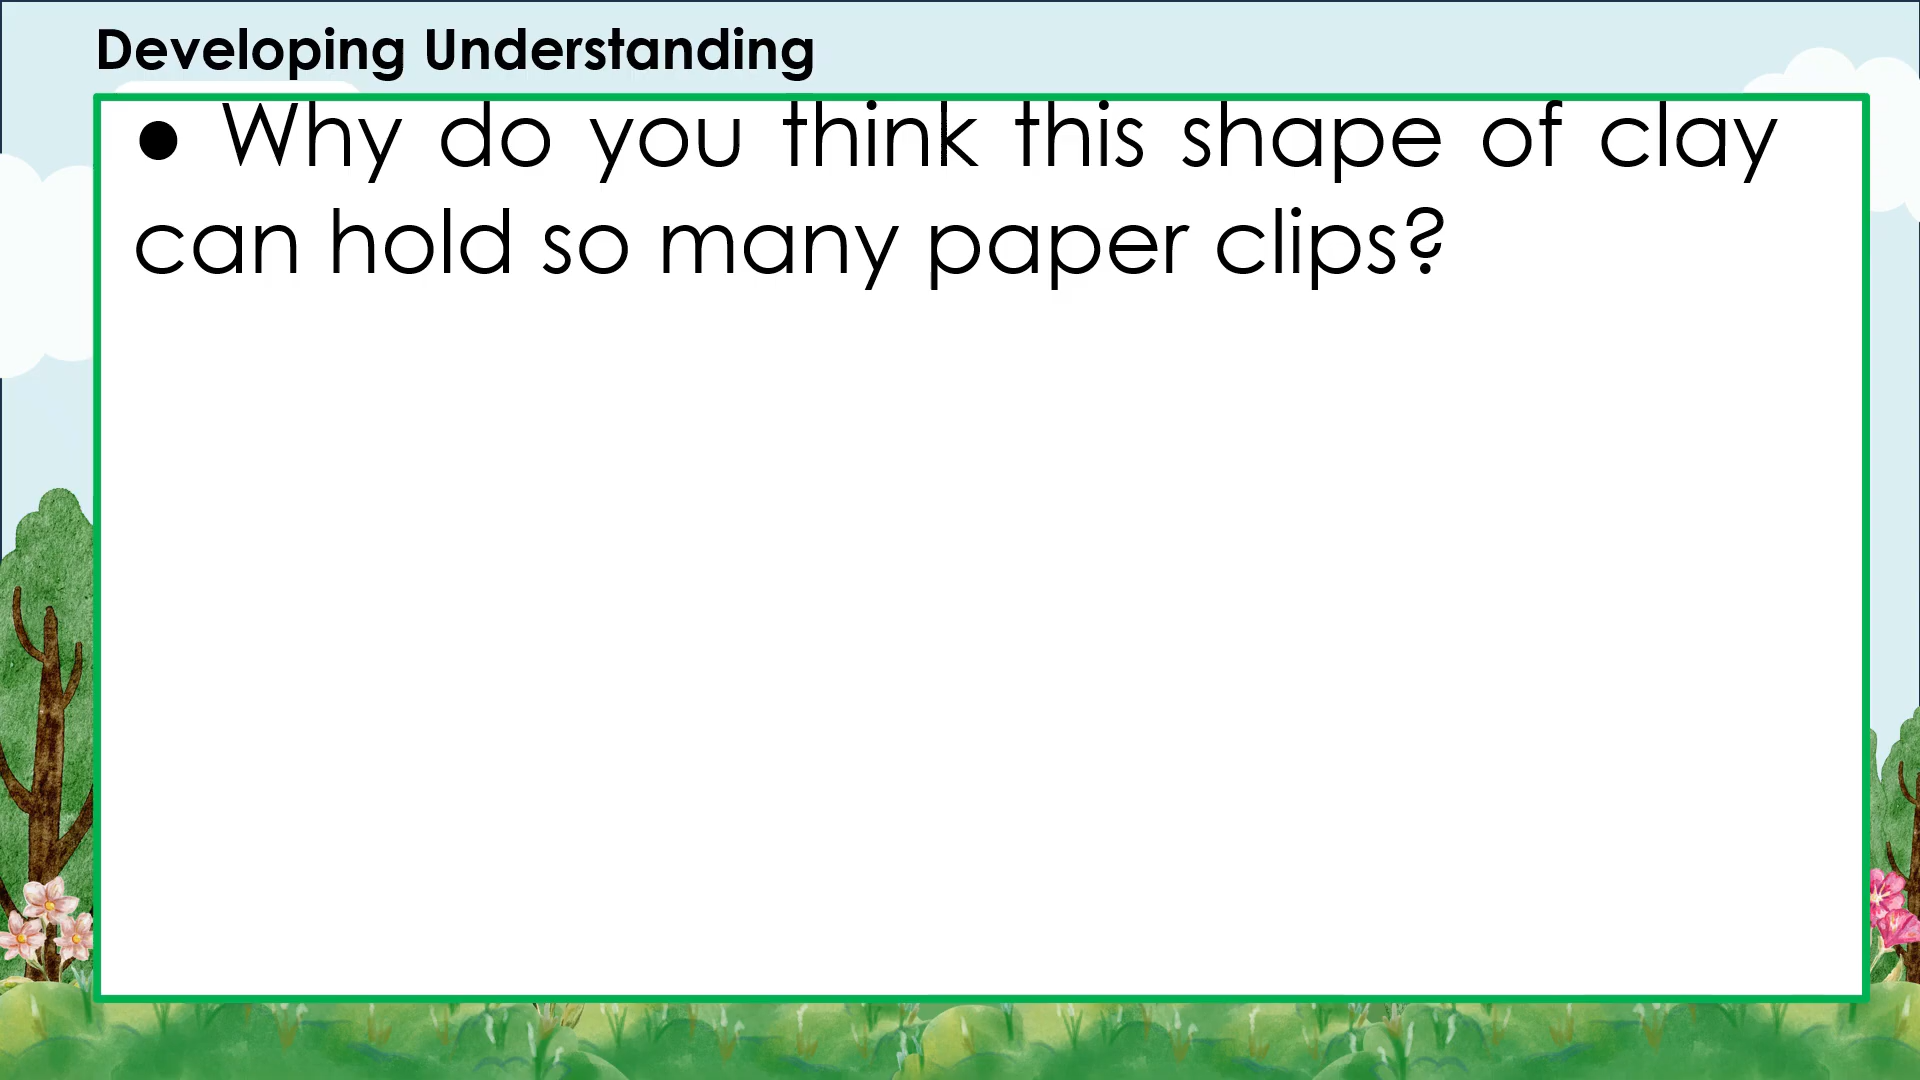 Developing Understanding
● Why do you think this shape of clay
can hold so many paper clips?